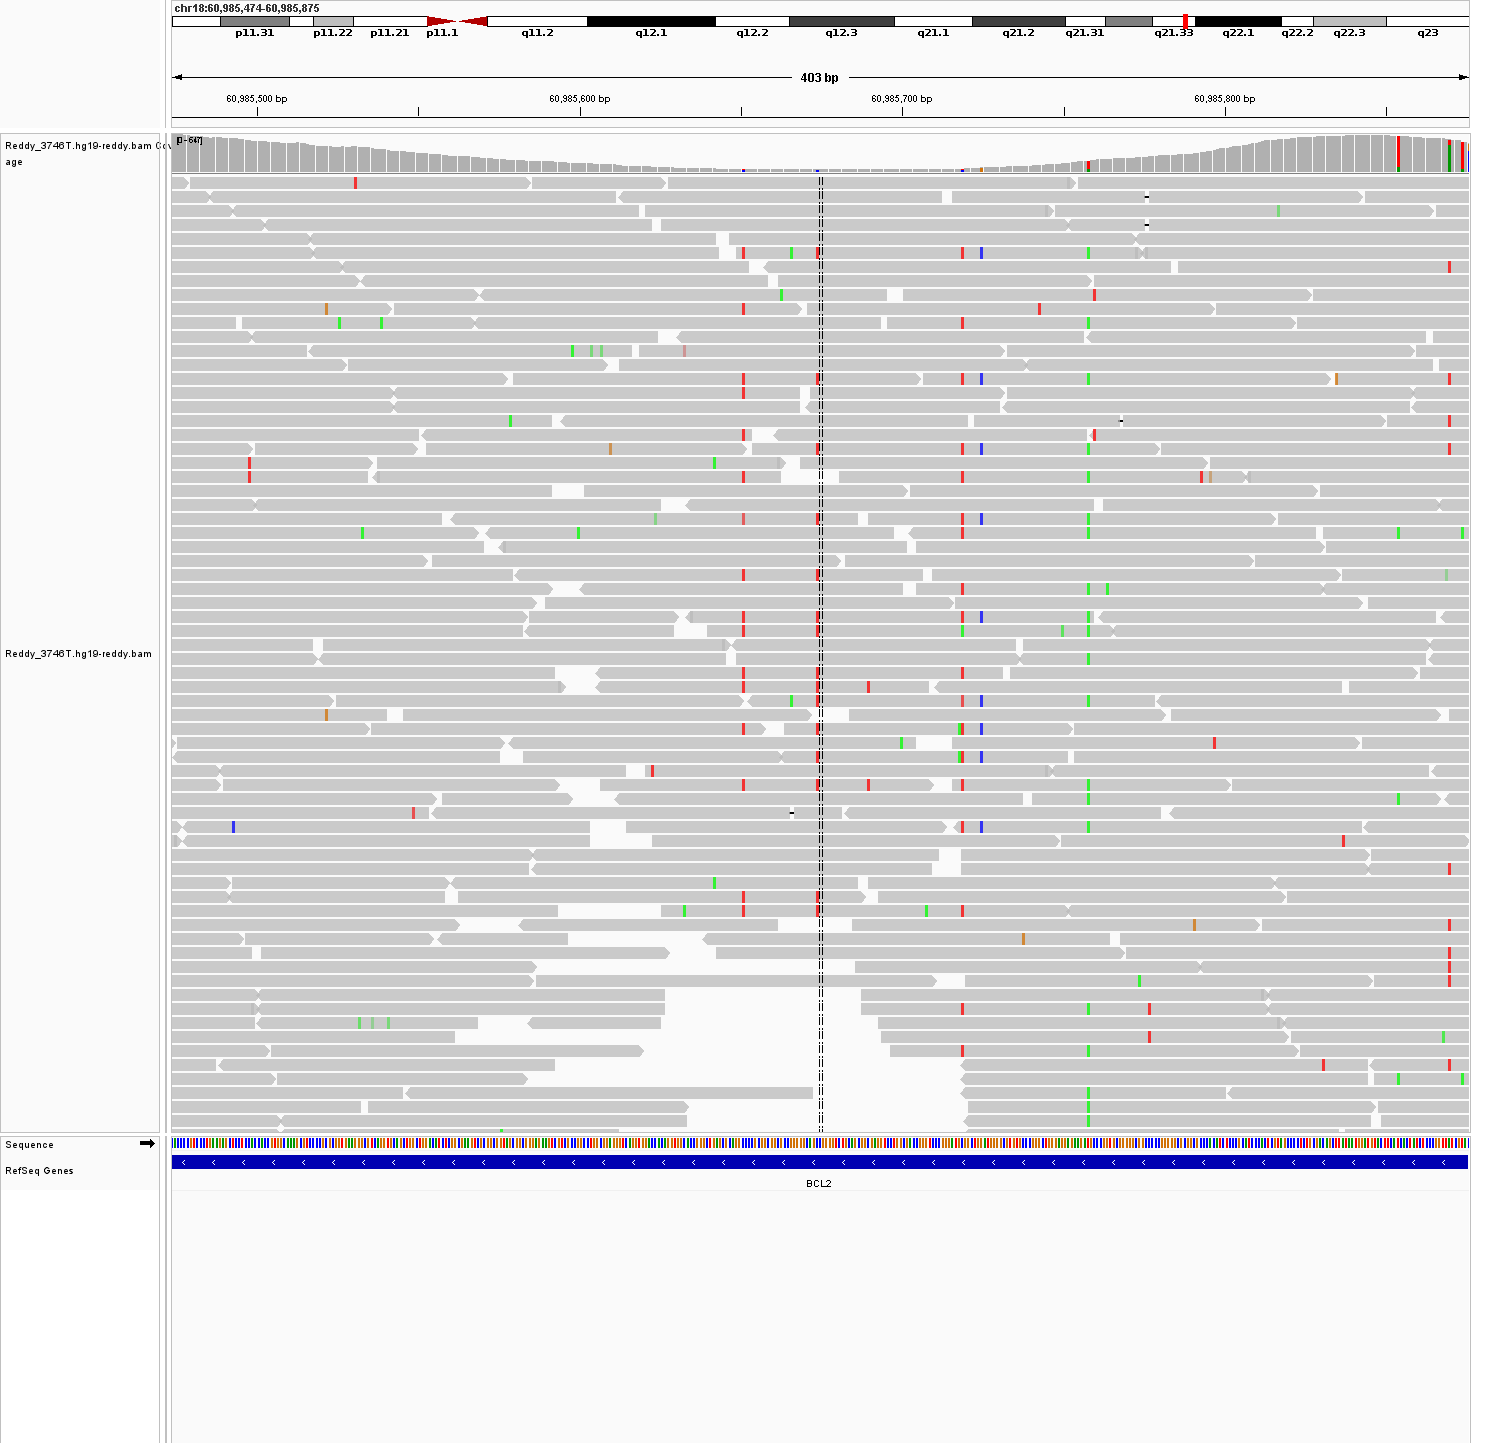 chr18:60,985,474-60,985,875
p11.31 p11.22 p11.21 p11.1 q11.2 q12.1 q12.2 q12.3 q21.1 q21.2 q21.31 q21.33 q22.1 q22.2 q22.3 q23
403 bp
60,985,500 bp 60,985,600 bp 60,985,700 bp 60,985,800 bp
Reddy_3746T.hg19-reddy.bam Cov
age
[0 - 647]
Reddy_3746T.hg19-reddy.bam
Sequence
RefSeq Genes
BCL2